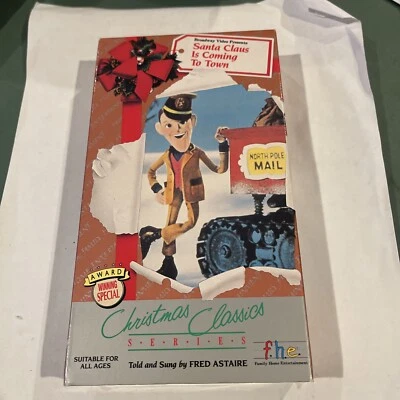 Broadway Video Presents
Santa Claus
Is Coming
To Town
NORTH POLE
MAIL
AWARD
WINNING
SPECIAL
Christmas Classics
SERIES
SUITABLE FOR
ALL AGES
Told and Sung by FRED ASTAIRE
f.h.e.
Family Home Entertainment